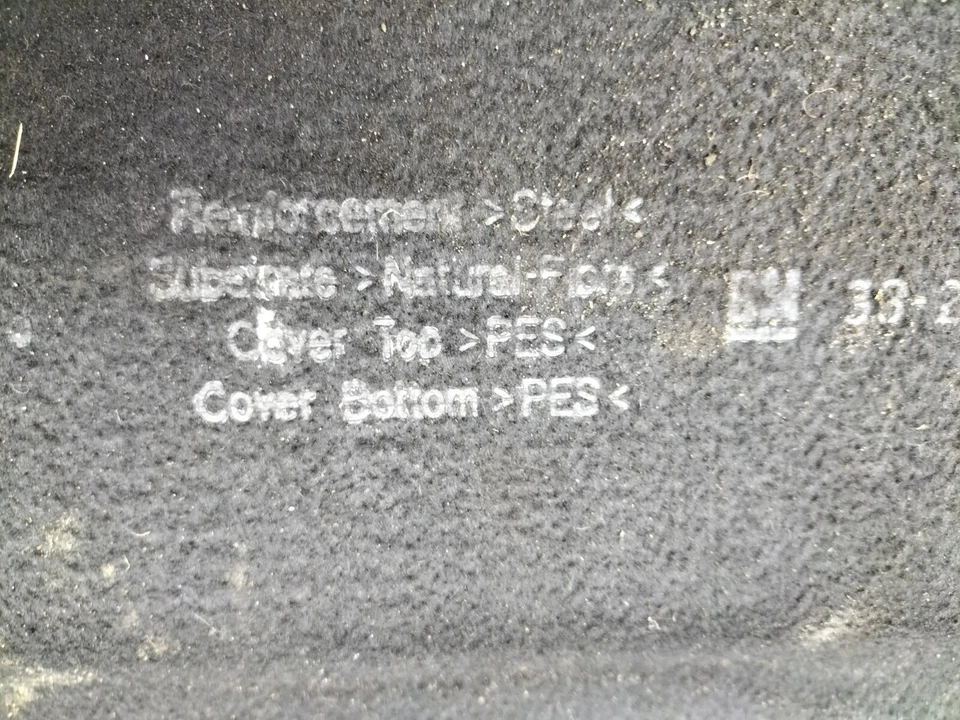 Reinforcement >Steel<
Substrate >Natural-Fibre<
Cover Top >PES<
Cover Bottom >PES<
GM